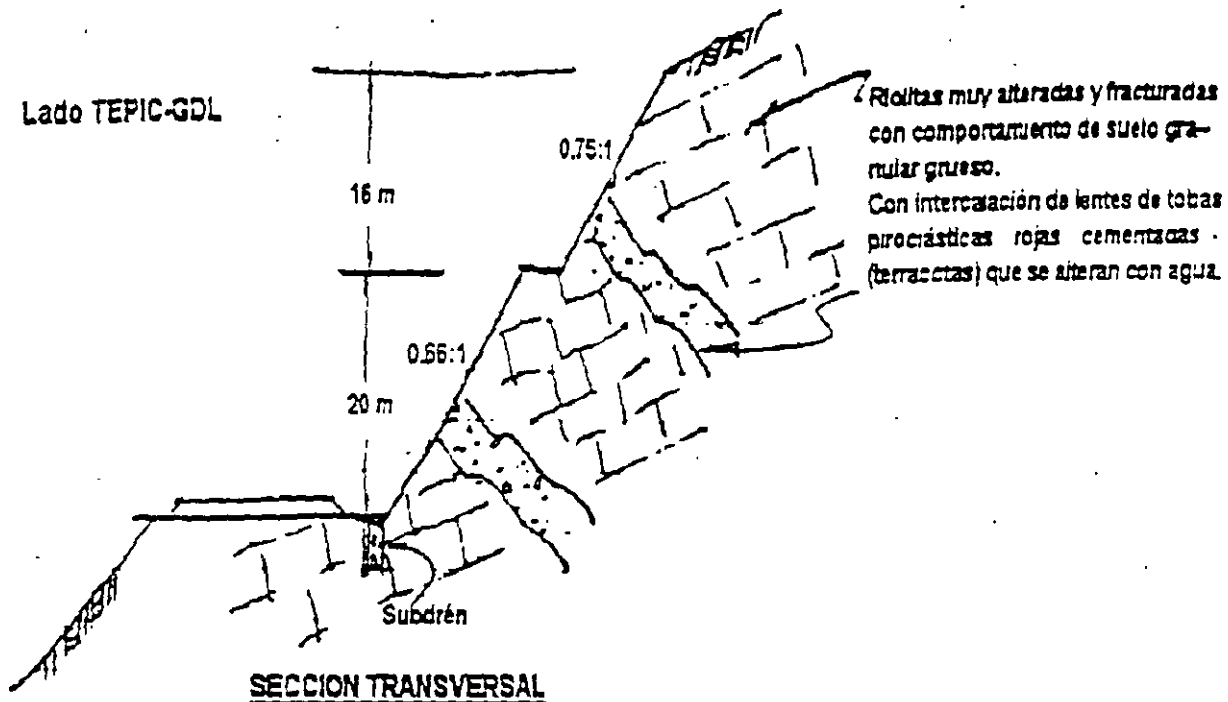 Lado TEPIC-GDL
16 m
0.75:1
Riolitas muy alteradas y fracturadas
con comportamiento de suelo gra-
nular grueso.
Con intercalación de lentes de tobas
pirocrásticas rojas cementadas
(terracotas) que se alteran con agua.
0.66:1
20 m
Subdrén
SECCION TRANSVERSAL